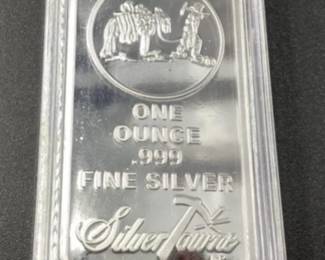 ONE
OUNCE
.999
FINE SILVER
SilverTowne